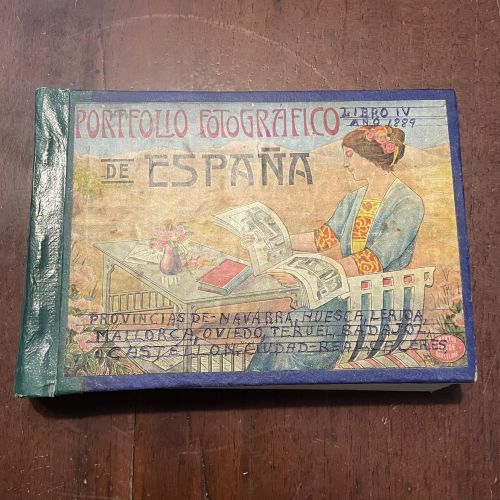 PORTFOLIO FOTOGRÁFICO
LIBRO IV
AÑO 1889
DE ESPAÑA
PROVINCIAS DE-NAVARRA, HUESCA, LERIDA,
MALLORCA, OVIEDO, TERUEL, BADAJOZ,
CASTELLON, CIUDAD-REAL,